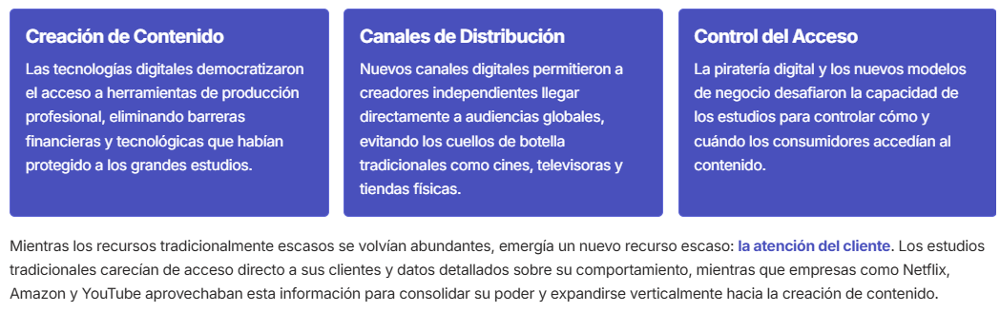 Creación de Contenido
Las tecnologías digitales democratizaron
el acceso a herramientas de producción
profesional, eliminando barreras
financieras y tecnológicas que habían
protegido a los grandes estudios.
Canales de Distribución
Nuevos canales digitales permitieron a
creadores independientes llegar
directamente a audiencias globales,
evitando los cuellos de botella
tradicionales como cines, televisoras y
tiendas físicas.
Control del Acceso
La piratería digital y los nuevos modelos
de negocio desafiaron la capacidad de
los estudios para controlar cómo y
cuándo los consumidores accedían al
contenido.
Mientras los recursos tradicionalmente escasos se volvían abundantes, emergía un nuevo recurso escaso: la atención del cliente. Los estudios
tradicionales carecían de acceso directo a sus clientes y datos detallados sobre su comportamiento, mientras que empresas como Netflix,
Amazon y YouTube aprovechaban esta información para consolidar su poder y expandirse verticalmente hacia la creación de contenido.